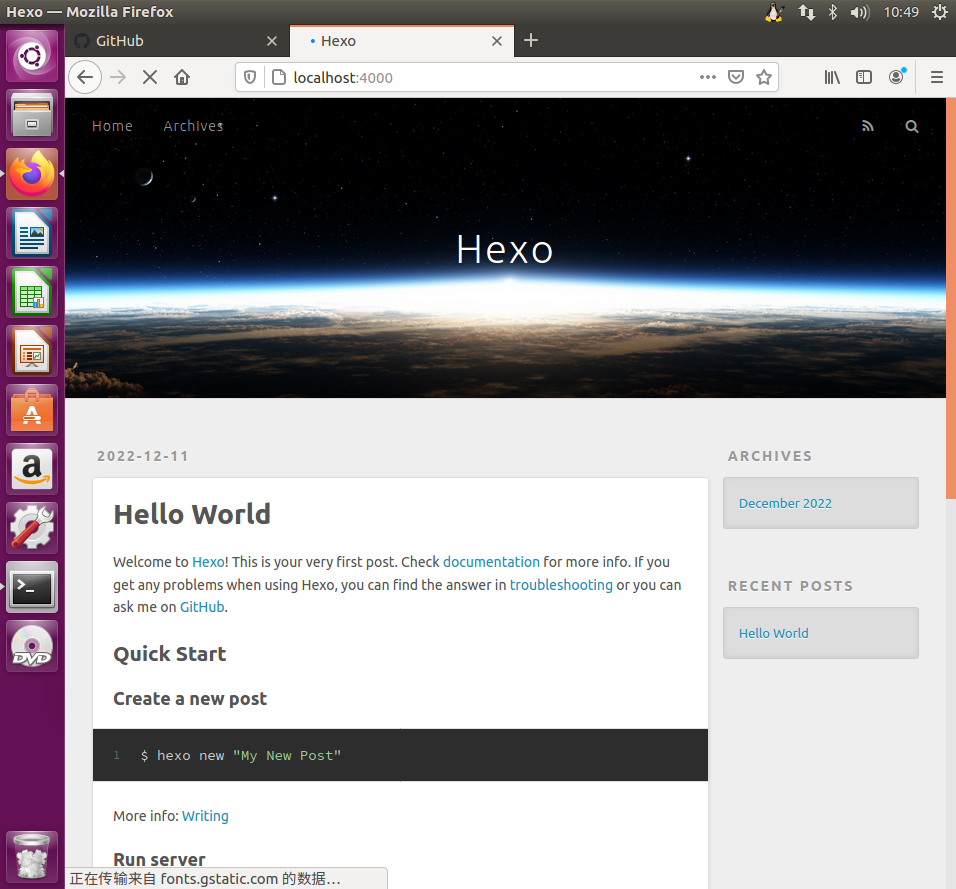 Hexo — Mozilla Firefox
10:49
GitHub
Hexo
localhost:4000
Home
Archives
Hexo
2022-12-11
Hello World
Welcome to Hexo! This is your very first post. Check documentation for more info. If you
get any problems when using Hexo, you can find the answer in troubleshooting or you can
ask me on GitHub.
Quick Start
Create a new post
1 $ hexo new "My New Post"
More info: Writing
Run server
ARCHIVES
December 2022
RECENT POSTS
Hello World
DVD
正在传输来自 fonts.gstatic.com 的数据…